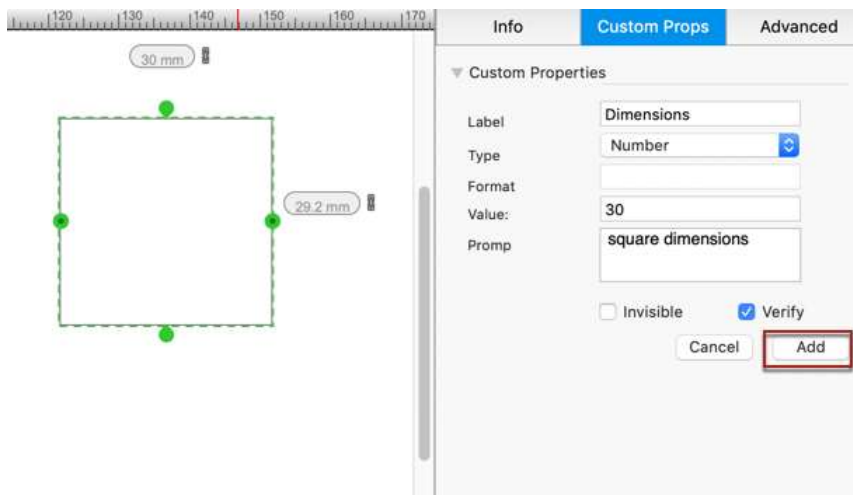 120 130 140 150 160 170
30 mm
29.2 mm
Info Custom Props Advanced
Custom Properties
Label Dimensions
Type Number
Format
Value: 30
Promp square dimensions
Invisible Verify
Cancel Add